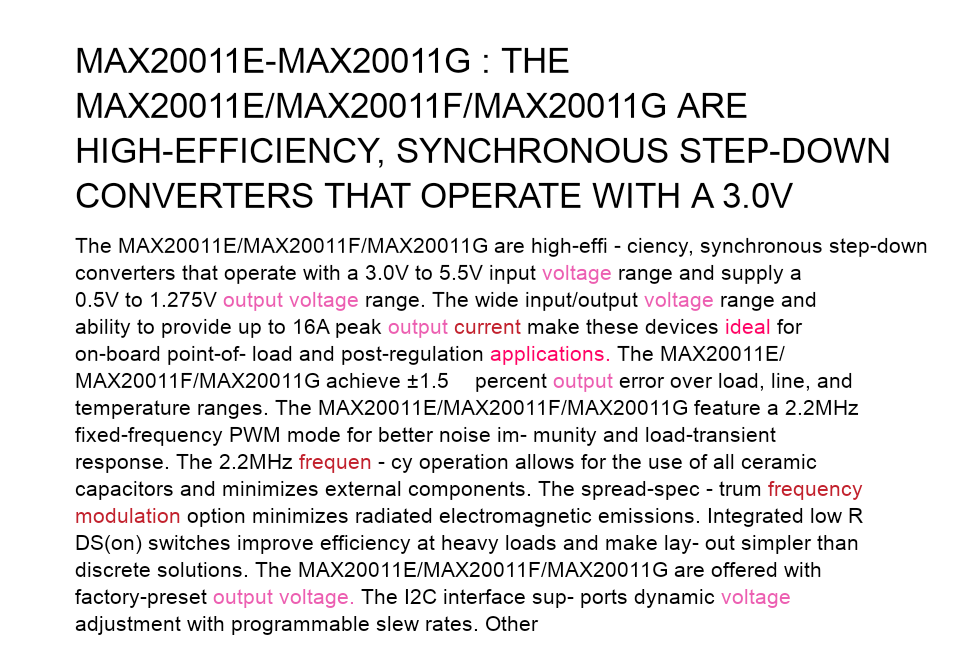 MAX20011E-MAX20011G : THE
MAX20011E/MAX20011F/MAX20011G ARE
HIGH-EFFICIENCY, SYNCHRONOUS STEP-DOWN
CONVERTERS THAT OPERATE WITH A 3.0V
The MAX20011E/MAX20011F/MAX20011G are high-effi - ciency, synchronous step-down
converters that operate with a 3.0V to 5.5V input voltage range and supply a
0.5V to 1.275V output voltage range. The wide input/output voltage range and
ability to provide up to 16A peak output current make these devices ideal for
on-board point-of- load and post-regulation applications. The MAX20011E/
MAX20011F/MAX20011G achieve ±1.5 percent output error over load, line, and
temperature ranges. The MAX20011E/MAX20011F/MAX20011G feature a 2.2MHz
fixed-frequency PWM mode for better noise im- munity and load-transient
response. The 2.2MHz frequen - cy operation allows for the use of all ceramic
capacitors and minimizes external components. The spread-spec - trum frequency
modulation option minimizes radiated electromagnetic emissions. Integrated low R
DS(on) switches improve efficiency at heavy loads and make lay- out simpler than
discrete solutions. The MAX20011E/MAX20011F/MAX20011G are offered with
factory-preset output voltage. The I2C interface sup- ports dynamic voltage
adjustment with programmable slew rates. Other